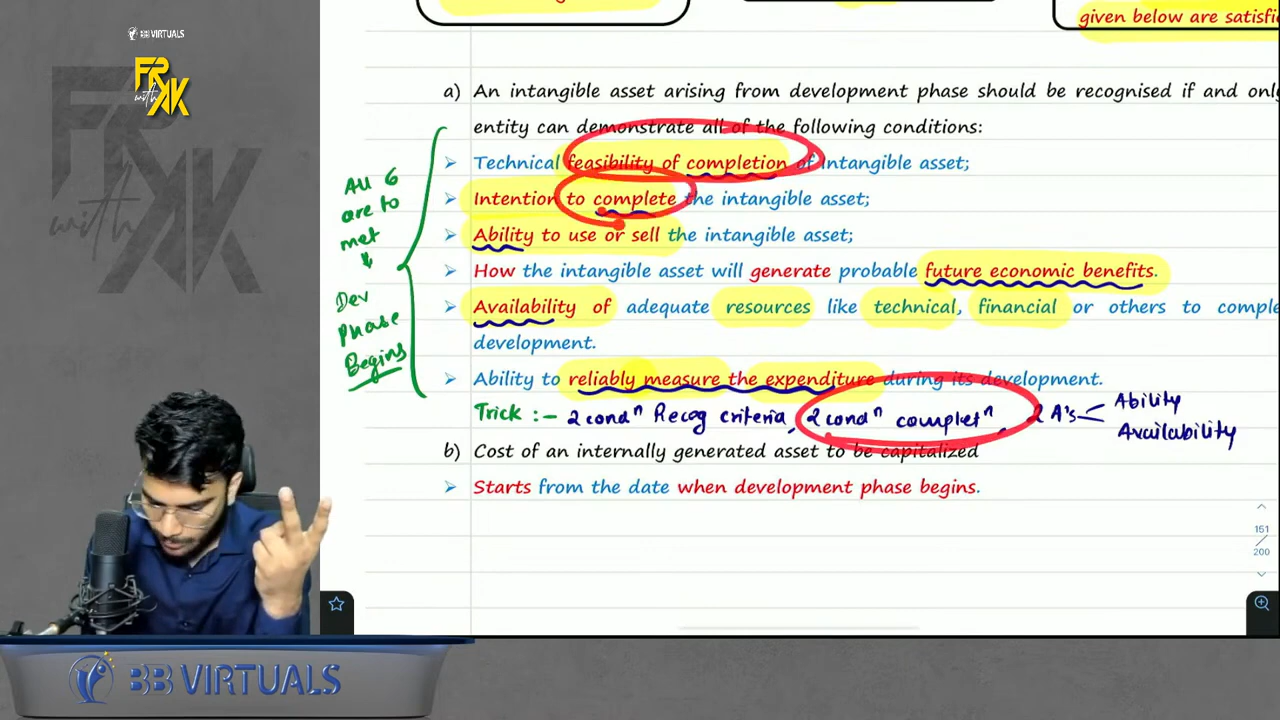 BB VIRTUALS
FR
with
AK
FR
with
AK
given below are satisfi
a) An intangible asset arising from development phase should be recognised if and onl
entity can demonstrate all of the following conditions:
➤ Technical feasibility of completion of Intangible asset;
➤ Intention to complete the intangible asset;
➤ Ability to use or sell the intangible asset;
➤ How the intangible asset will generate probable future economic benefits.
➤ Availability of adequate resources like technical, financial or others to comple
development.
➤ Ability to reliably measure the expenditure during its development.
All 6
are to
met
↓
Dev
Phase
Begins
Trick :- 2 condⁿ Recog criteria, 2 condⁿ completⁿ, 2 A's Ability
Availability
b) Cost of an internally generated asset to be capitalized
➤ Starts from the date when development phase begins.
151
/
200
BB VIRTUALS